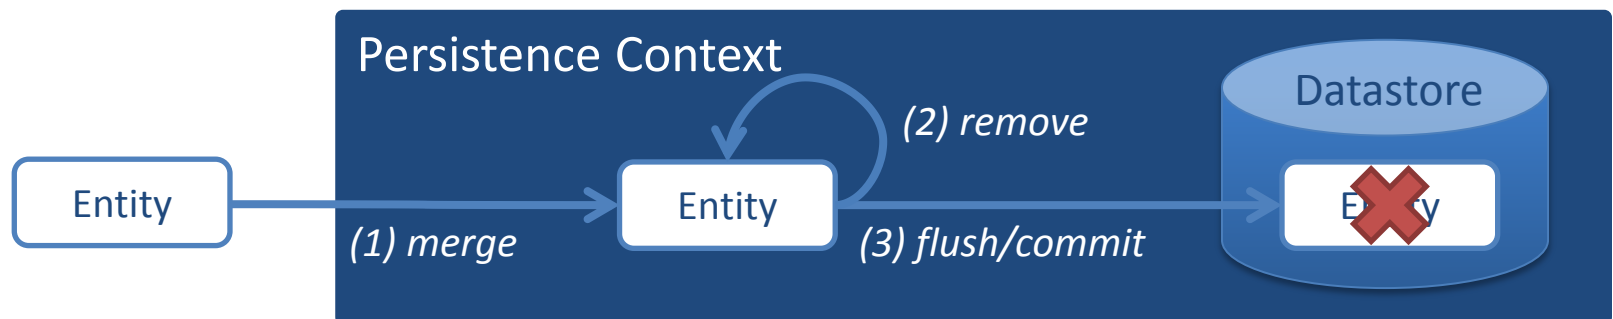 Persistence Context
Datastore
(2) remove
Entity
Entity
(1) merge
(3) flush/commit